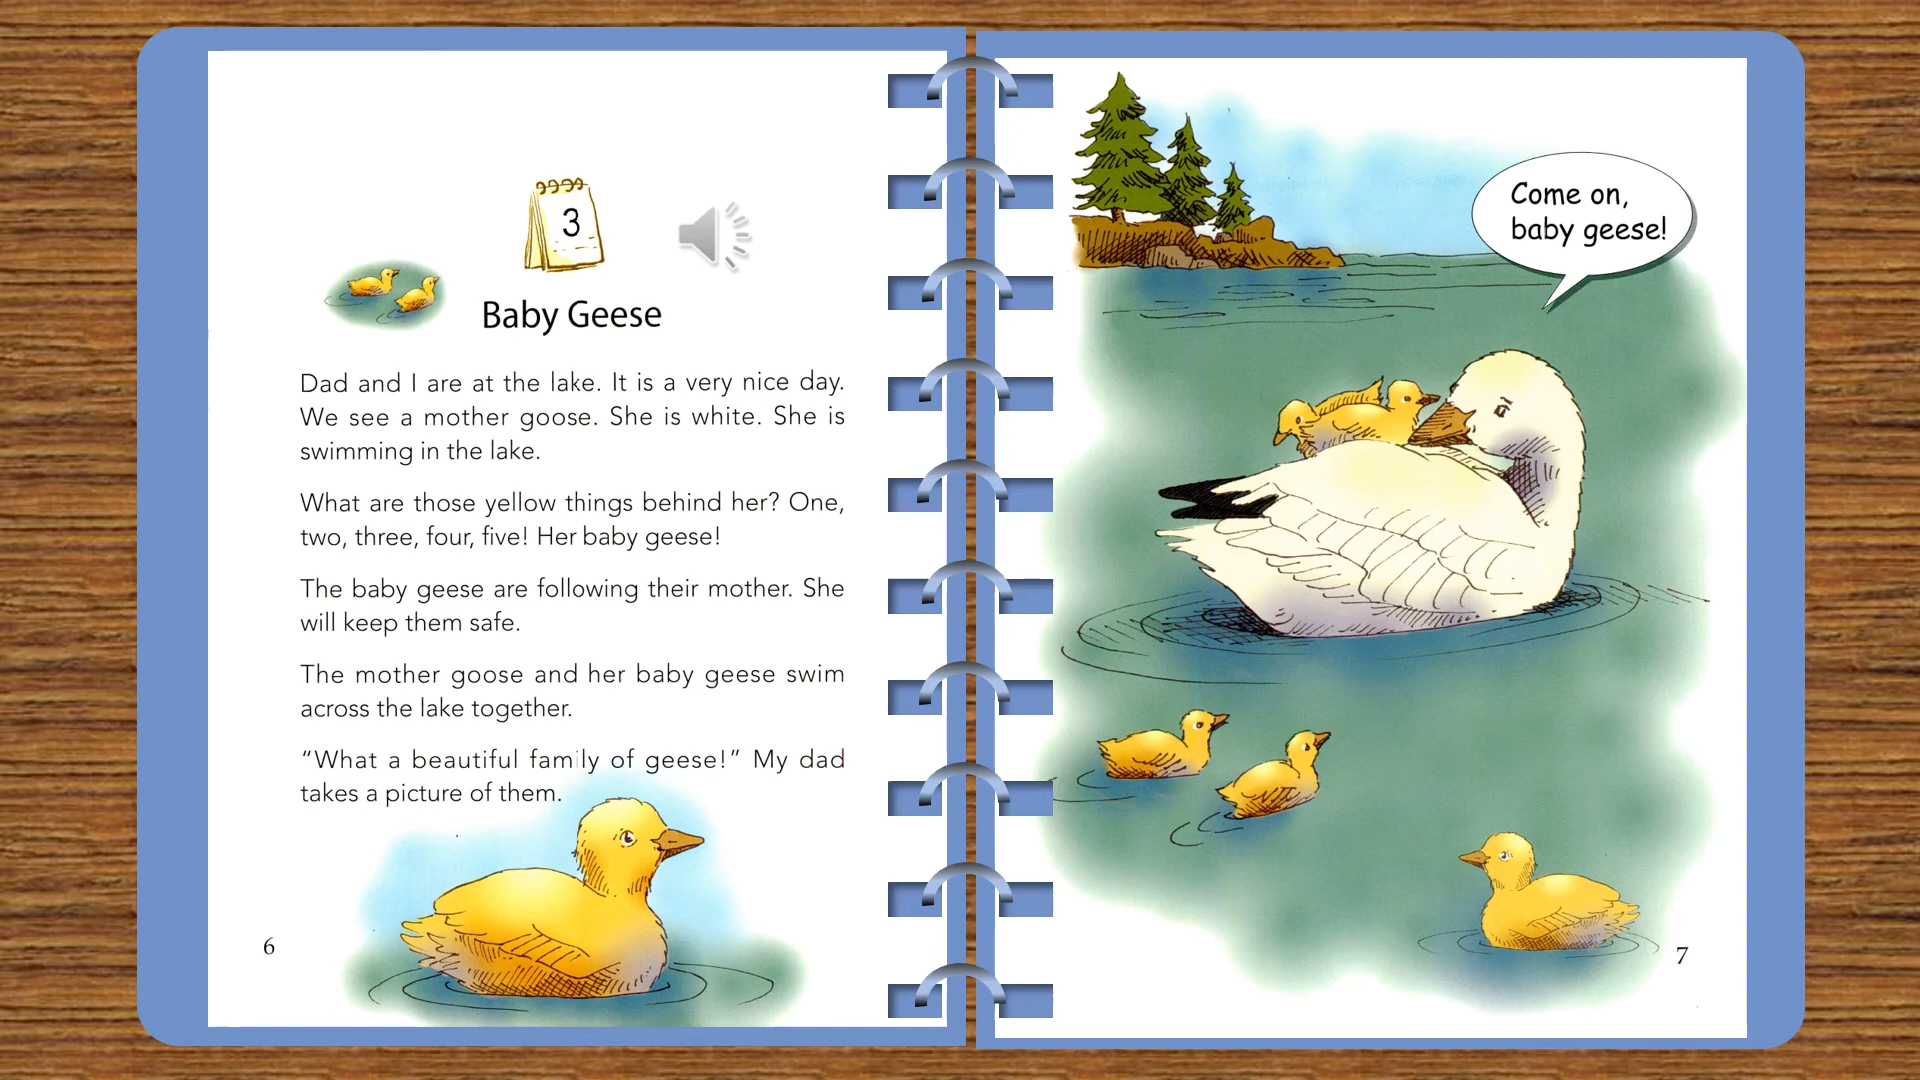 3
Baby Geese
Dad and I are at the lake. It is a very nice day.
We see a mother goose. She is white. She is
swimming in the lake.
What are those yellow things behind her? One,
two, three, four, five! Her baby geese!
The baby geese are following their mother. She
will keep them safe.
The mother goose and her baby geese swim
across the lake together.
“What a beautiful family of geese!” My dad
takes a picture of them.
6
Come on,
baby geese!
7